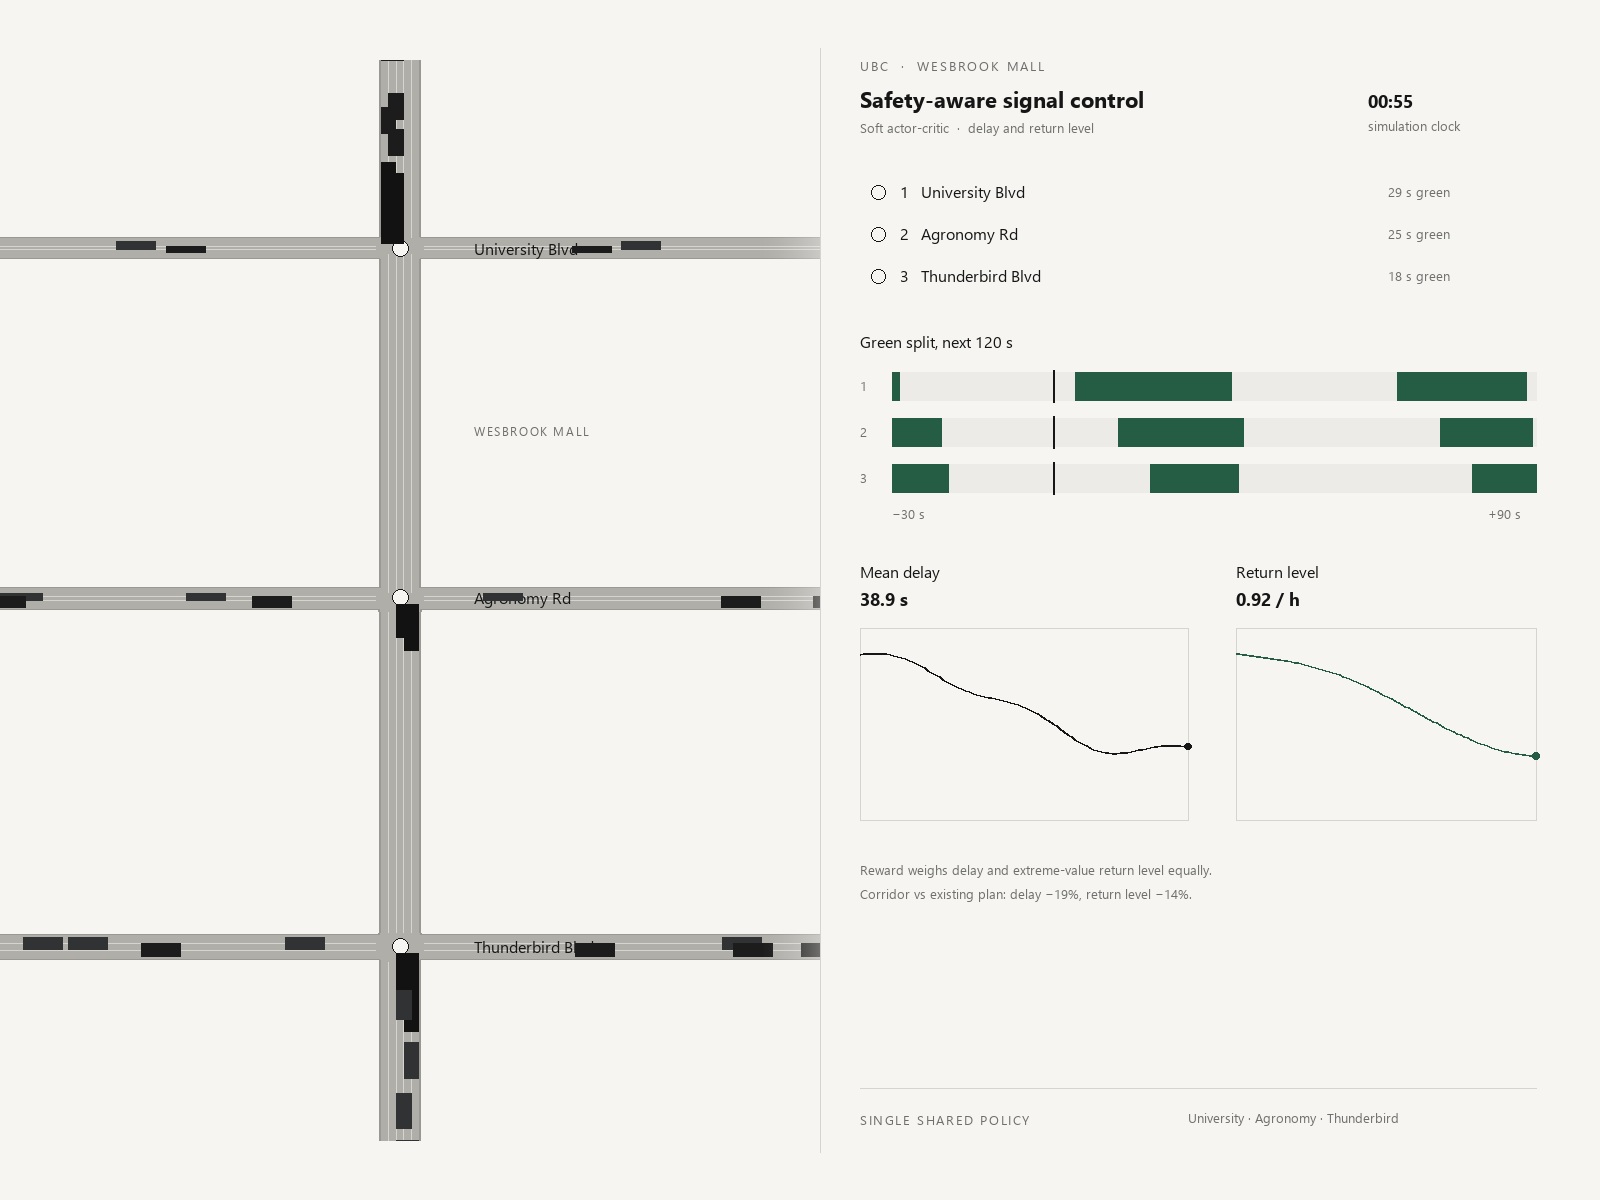 University Blvd
WESBROOK MALL
Agronomy Rd
Thunderbird Blvd
UBC · WESBROOK MALL
Safety-aware signal control
00:55
Soft actor-critic · delay and return level
simulation clock
1 University Blvd 29 s green
2 Agronomy Rd 25 s green
3 Thunderbird Blvd 18 s green
Green split, next 120 s
1
2
3
−30 s +90 s
Mean delay
38.9 s
Return level
0.92 / h
Reward weighs delay and extreme-value return level equally.
Corridor vs existing plan: delay −19%, return level −14%.
SINGLE SHARED POLICY
University · Agronomy · Thunderbird